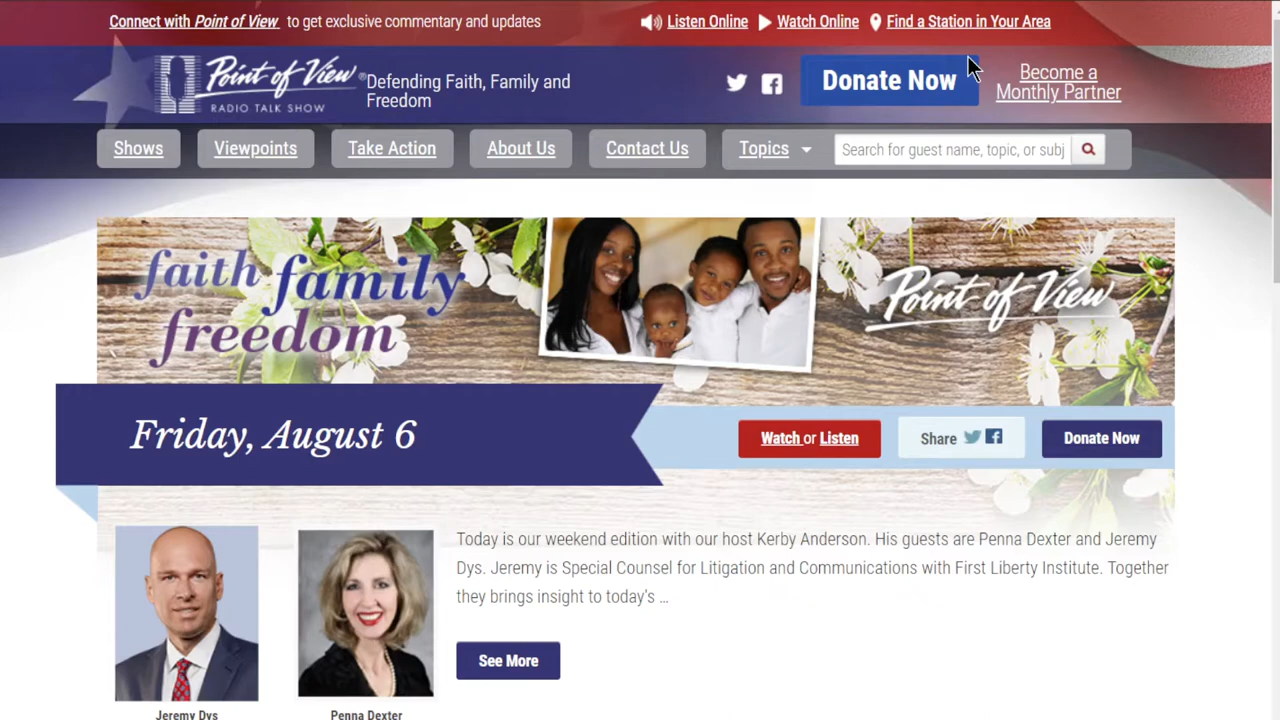 Connect with Point of View to get exclusive commentary and updates
Listen Online Watch Online Find a Station in Your Area
Point of View®
RADIO TALK SHOW
Defending Faith, Family and
Freedom
Donate Now
Become a
Monthly Partner
Shows Viewpoints Take Action About Us Contact Us Topics Search for guest name, topic, or subj
faith family
freedom
Point of View
Friday, August 6
Watch or Listen Share Donate Now
Today is our weekend edition with our host Kerby Anderson. His guests are Penna Dexter and Jeremy
Dys. Jeremy is Special Counsel for Litigation and Communications with First Liberty Institute. Together
they brings insight to today's ...
See More
Jeremy Dys Penna Dexter